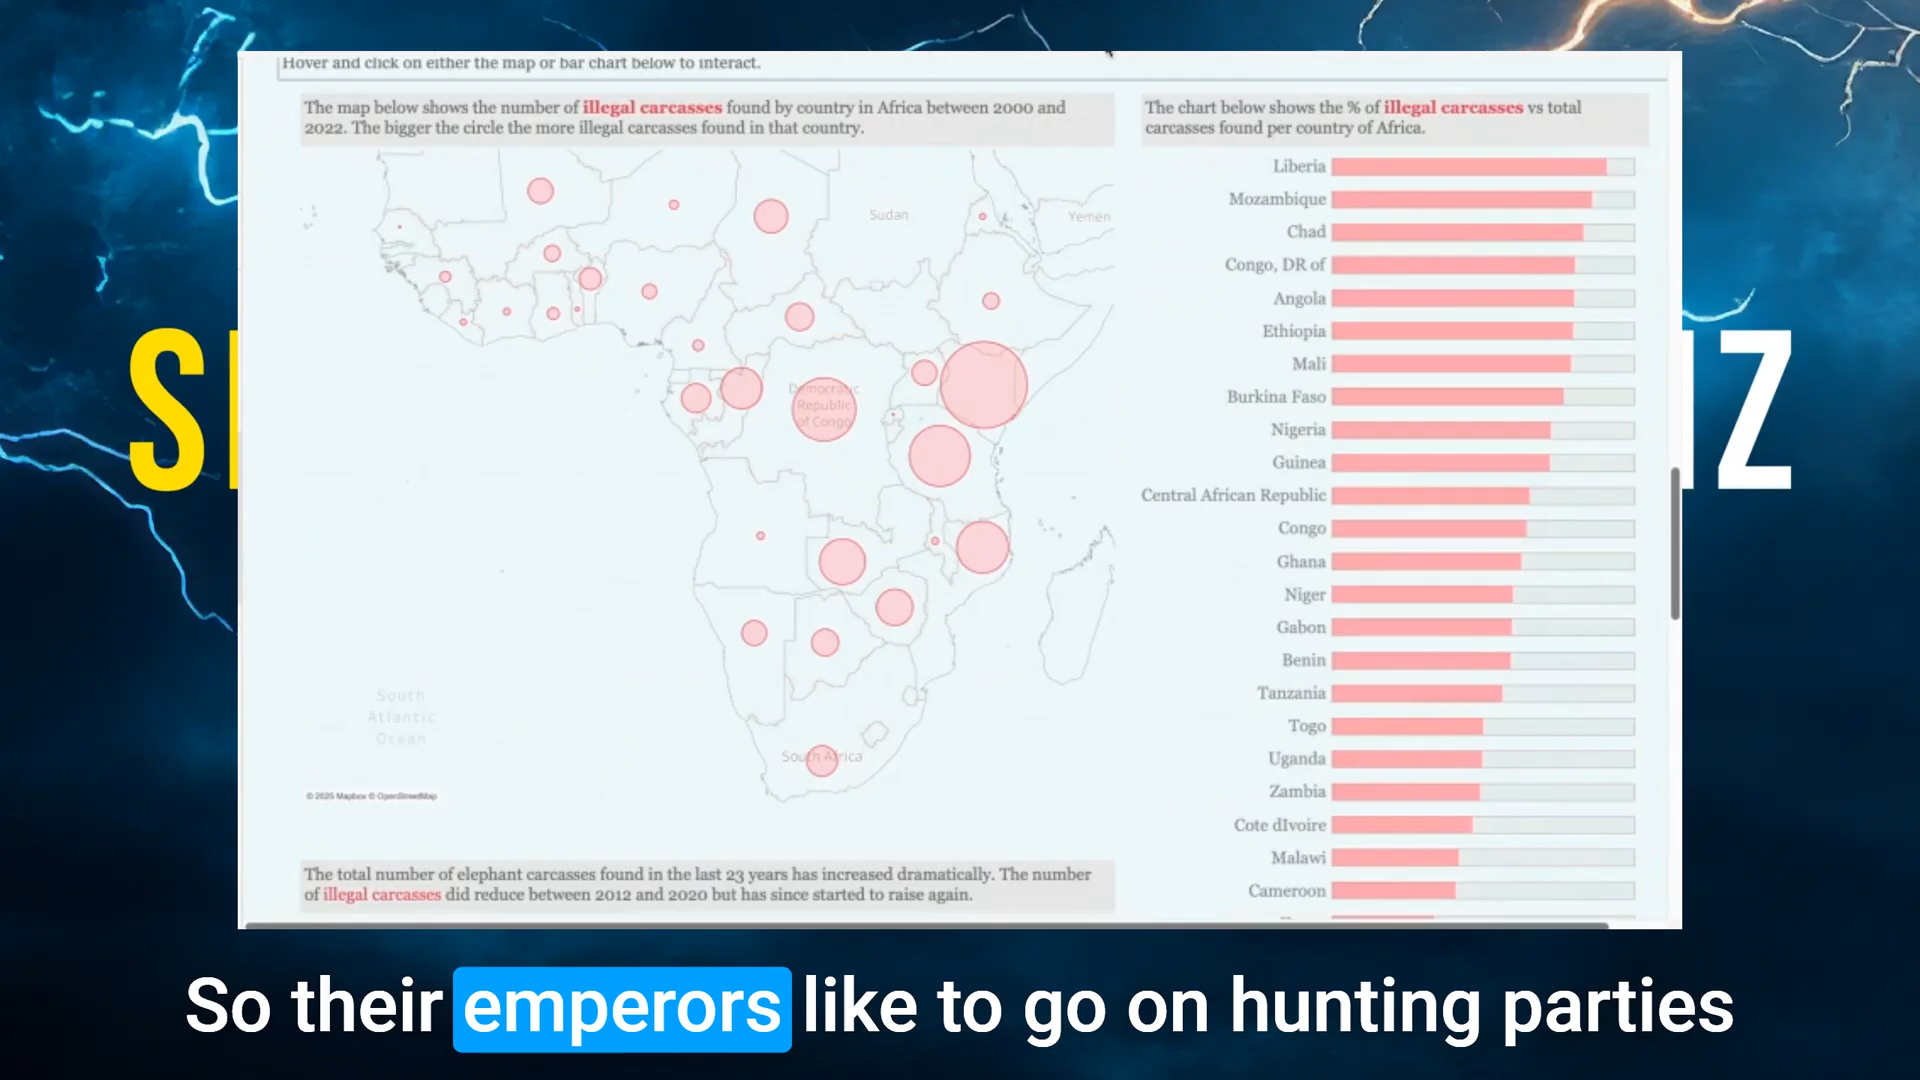 Hover and click on either the map or bar chart below to interact.
The map below shows the number of illegal carcasses found by country in Africa between 2000 and
2022. The bigger the circle the more illegal carcasses found in that country.
The chart below shows the % of illegal carcasses vs total
carcasses found per country of Africa.
Sudan
Yemen
Democratic
Republic
of Congo
South Africa
South
Atlantic
Ocean
© 2025 Mapbox © OpenStreetMap
Liberia
Mozambique
Chad
Congo, DR of
Angola
Ethiopia
Mali
Burkina Faso
Nigeria
Guinea
Central African Republic
Congo
Ghana
Niger
Gabon
Benin
Tanzania
Togo
Uganda
Zambia
Cote dIvoire
Malawi
Cameroon
The total number of elephant carcasses found in the last 23 years has increased dramatically. The number
of illegal carcasses did reduce between 2012 and 2020 but has since started to raise again.
S
IZ
So their emperors like to go on hunting parties